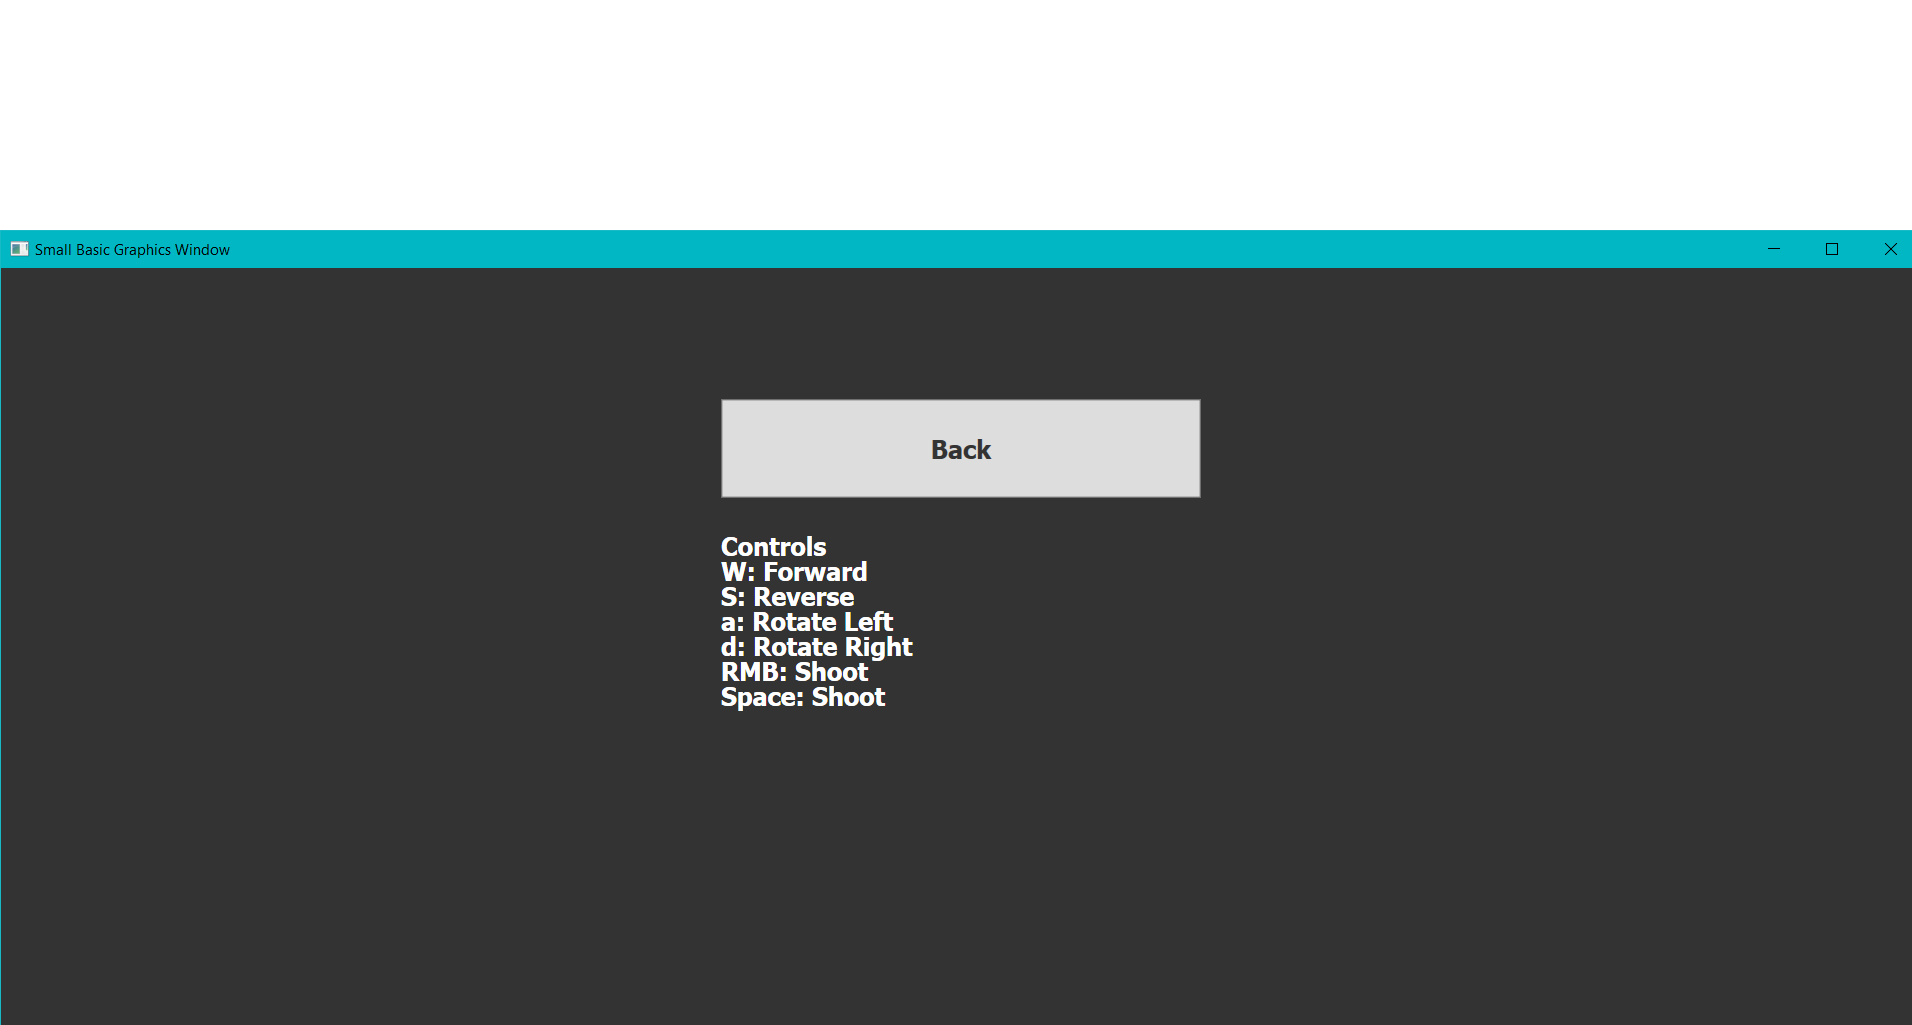 Small Basic Graphics Window
Back
Controls
W: Forward
S: Reverse
a: Rotate Left
d: Rotate Right
RMB: Shoot
Space: Shoot